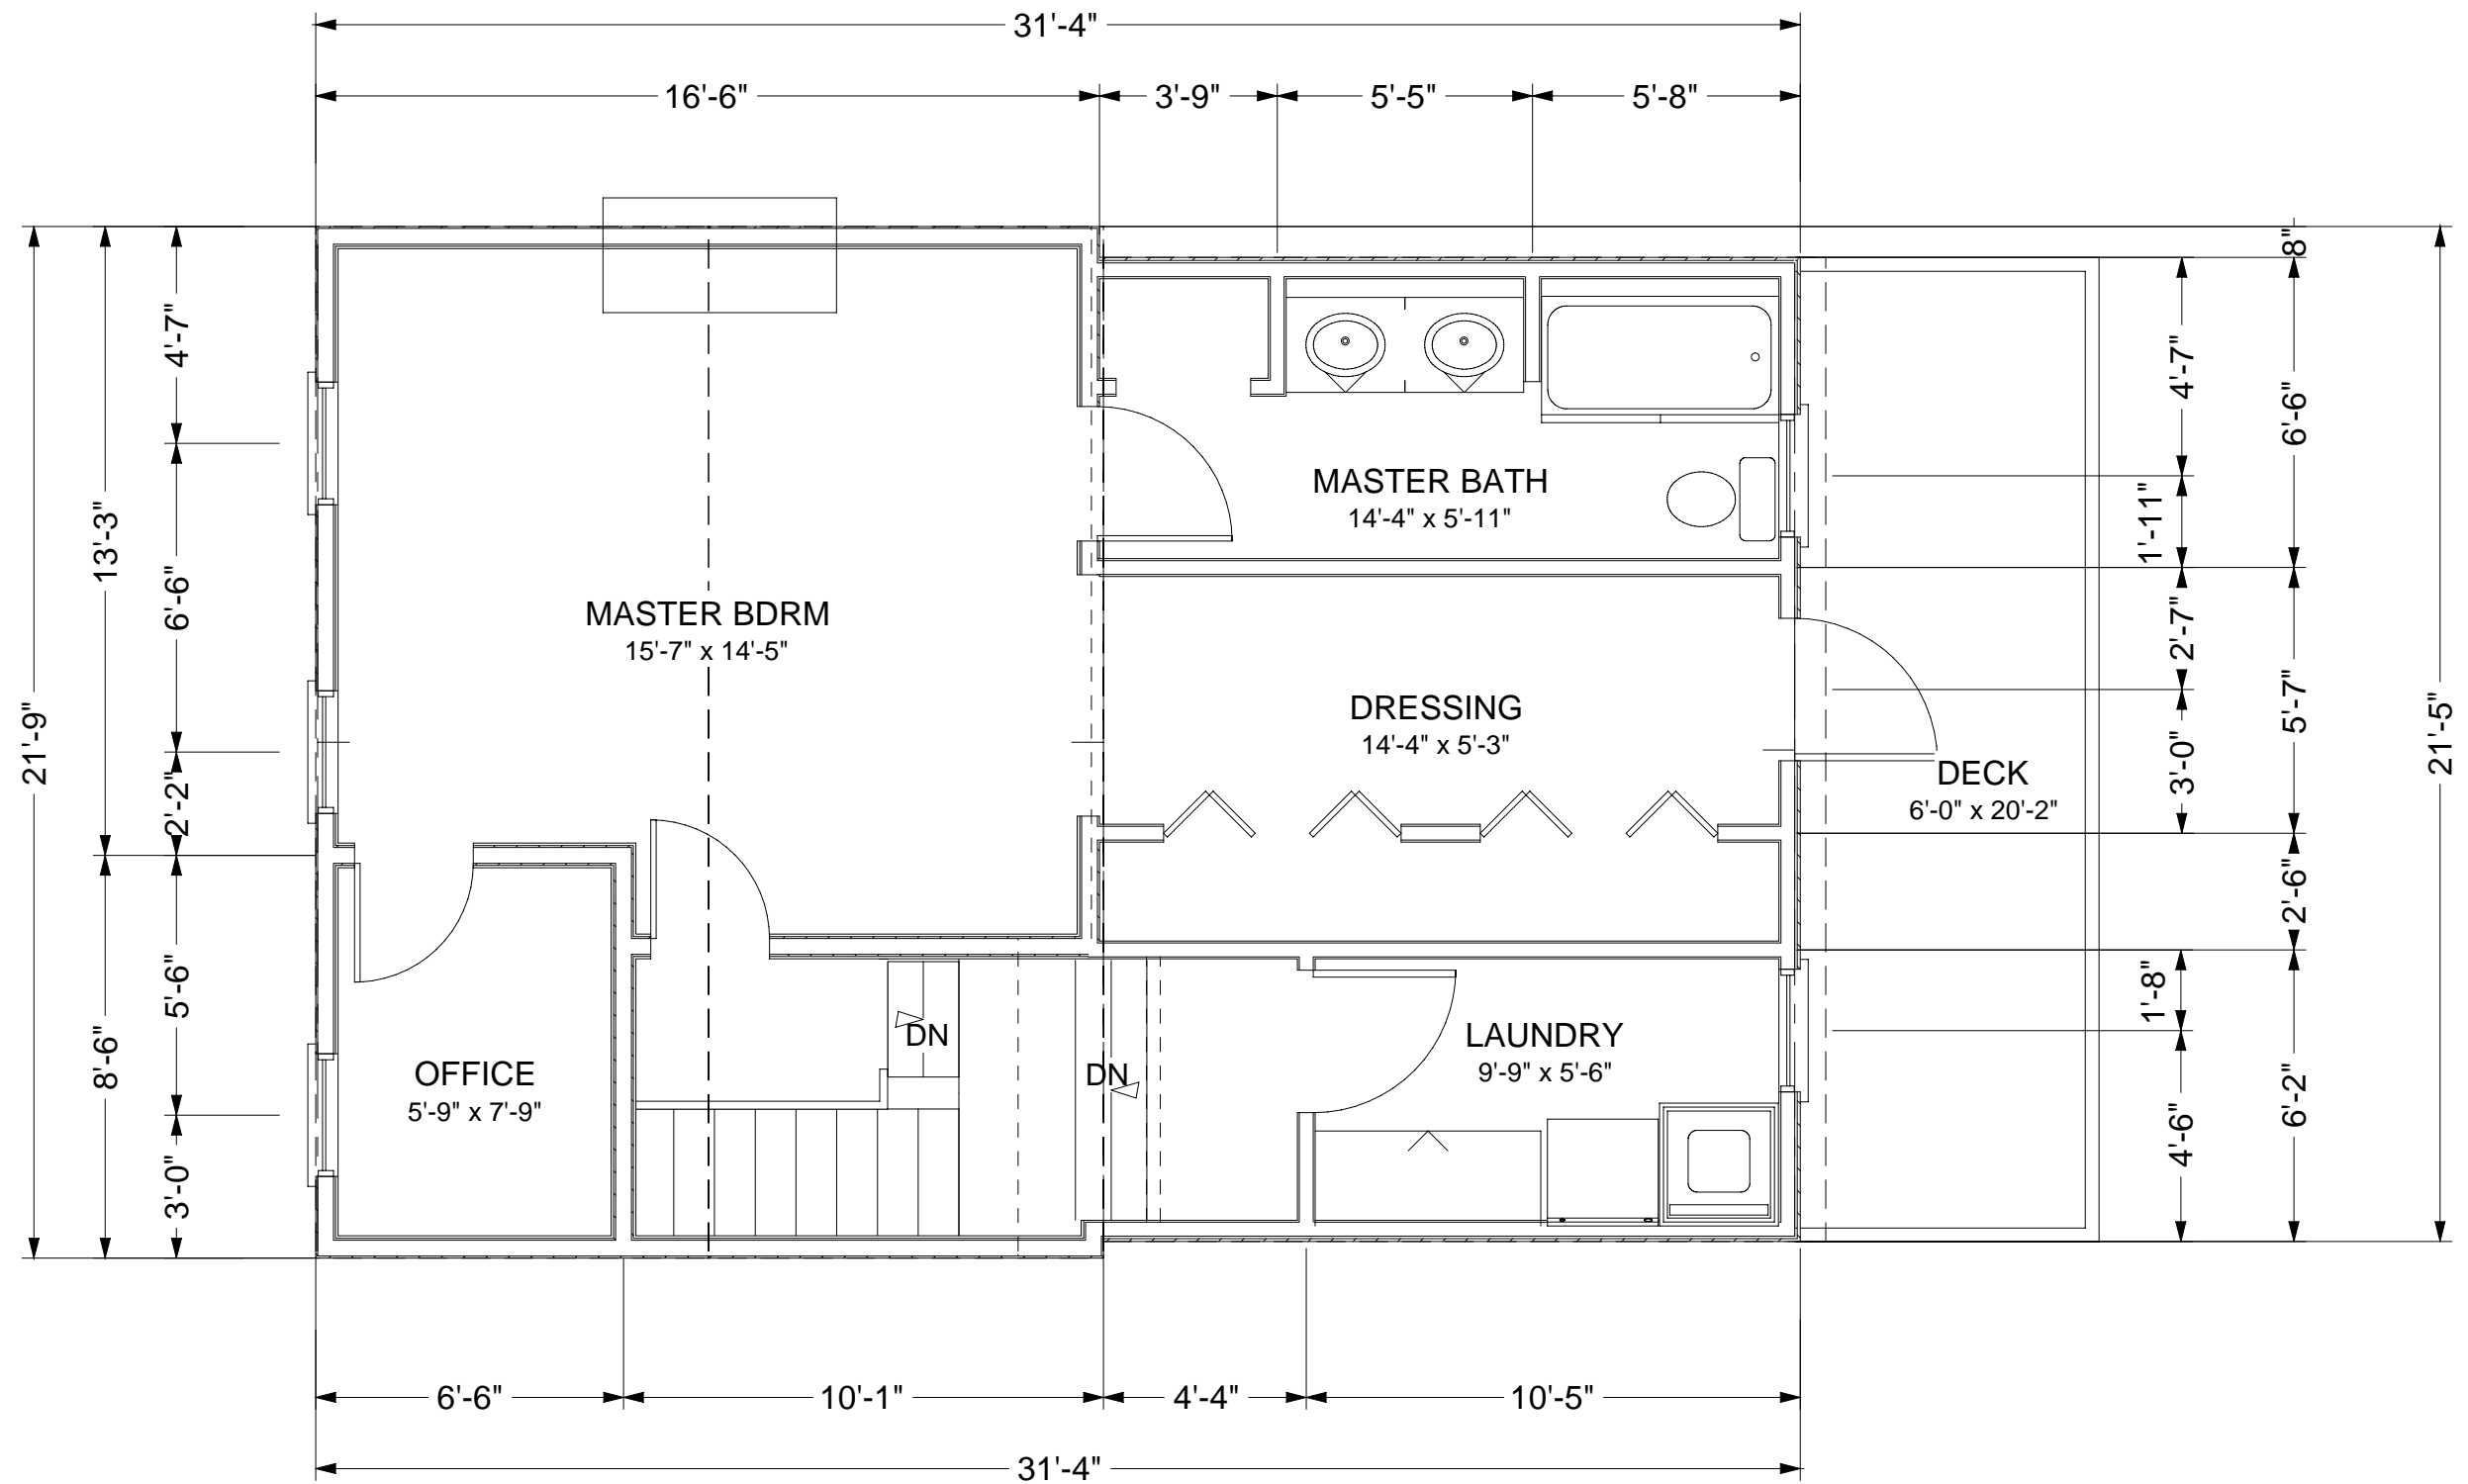 31'-4"
16'-6"
3'-9"
5'-5"
5'-8"
21'-9"
13'-3"
8'-6"
4'-7"
6'-6"
2'-2"
5'-6"
3'-0"
MASTER BDRM
15'-7" x 14'-5"
MASTER BATH
14'-4" x 5'-11"
DRESSING
14'-4" x 5'-3"
DECK
6'-0" x 20'-2"
OFFICE
5'-9" x 7'-9"
DN
DN
LAUNDRY
9'-9" x 5'-6"
4'-7"
1'-11"
2'-7"
3'-0"
1'-8"
4'-6"
8"
6'-6"
5'-7"
2'-6"
6'-2"
21'-5"
6'-6"
10'-1"
4'-4"
10'-5"
31'-4"